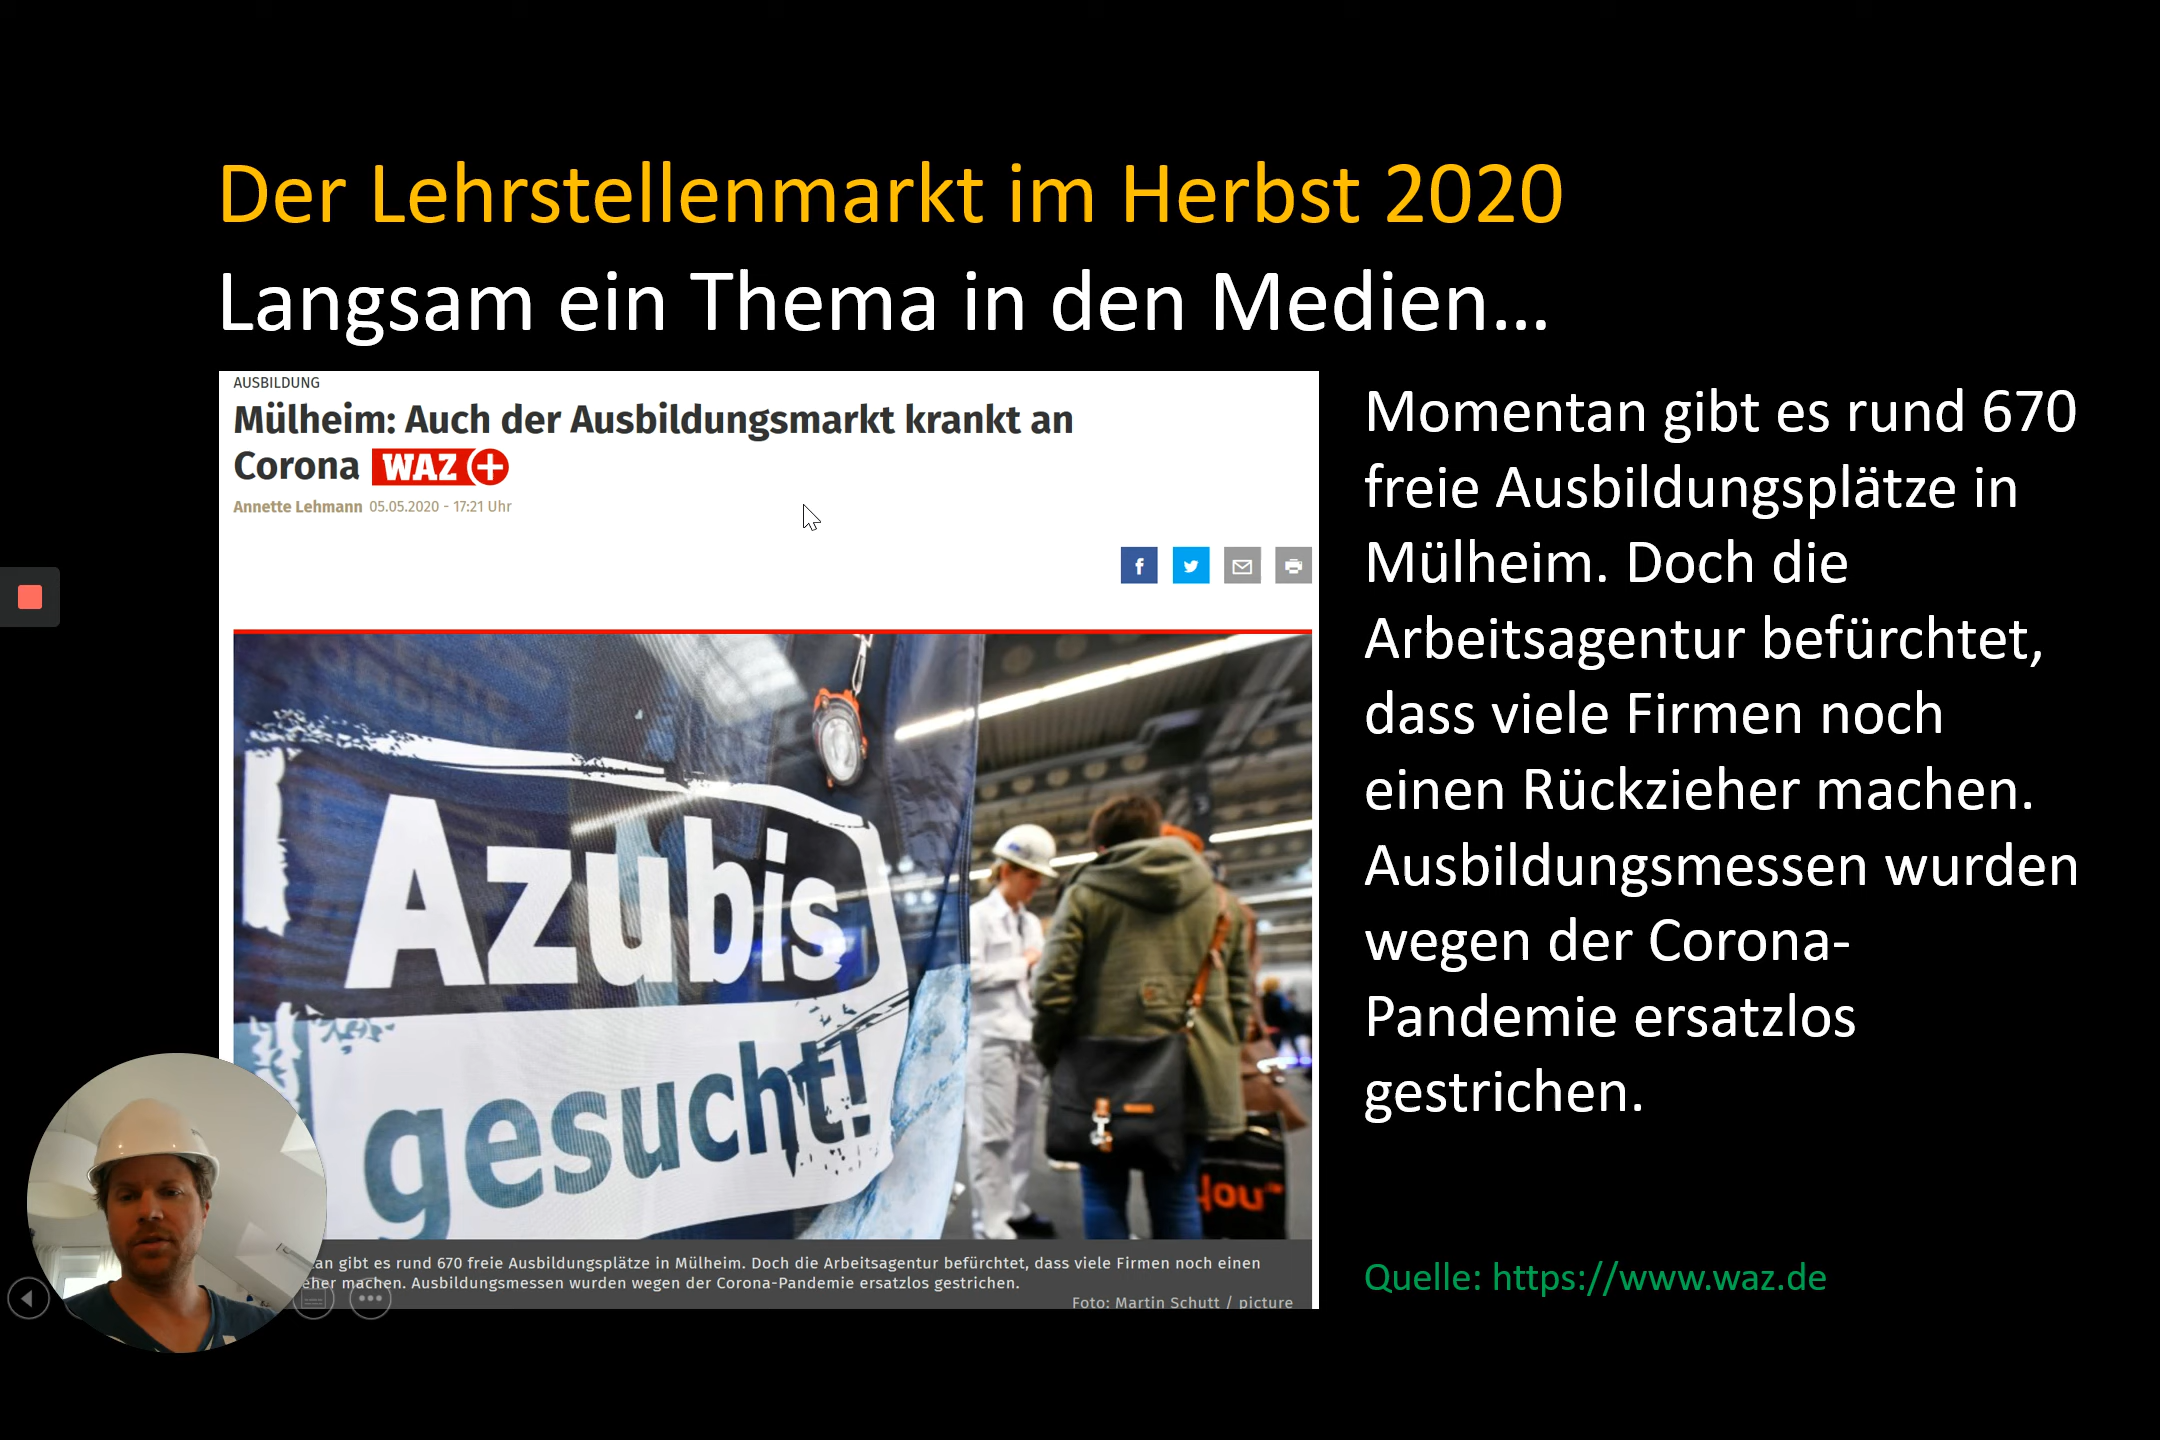 Der Lehrstellenmarkt im Herbst 2020
Langsam ein Thema in den Medien...
AUSBILDUNG
Mülheim: Auch der Ausbildungsmarkt krankt an
Corona WAZ+
Annette Lehmann 05.05.2020 - 17:21 Uhr
Azubis
gesucht!
gibt es rund 670 freie Ausbildungsplätze in Mülheim. Doch die Arbeitsagentur befürchtet, dass viele Firmen noch einen
machen. Ausbildungsmessen wurden wegen der Corona-Pandemie ersatzlos gestrichen.
Foto: Martin Schutt / picture
Momentan gibt es rund 670
freie Ausbildungsplätze in
Mülheim. Doch die
Arbeitsagentur befürchtet,
dass viele Firmen noch
einen Rückzieher machen.
Ausbildungsmessen wurden
wegen der Corona-
Pandemie ersatzlos
gestrichen.
Quelle: https://www.waz.de